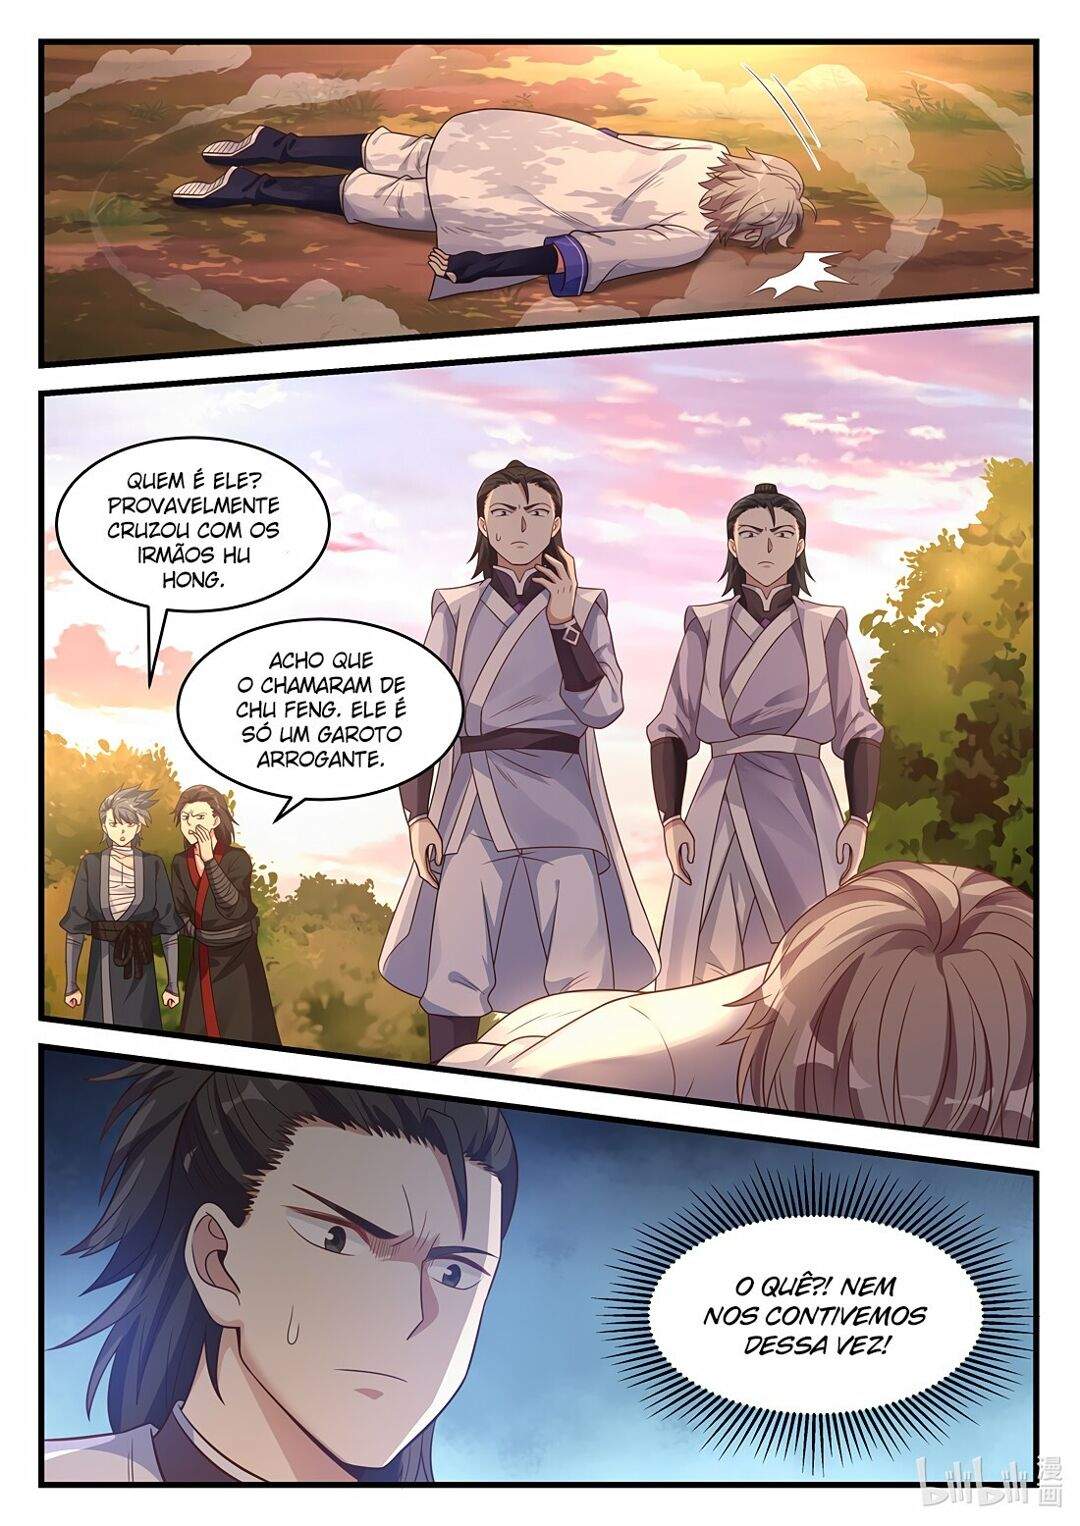 QUEM É ELE?
PROVAVELMENTE
CRUZOU COM OS
IRMÃOS HU
HONG.
ACHO QUE
O CHAMARAM DE
CHU FENG. ELE É
SÓ UM GAROTO
ARROGANTE.
O QUÊ?! NEM
NOS CONTIVEMOS
DESSA VEZ!
bilibili 漫画